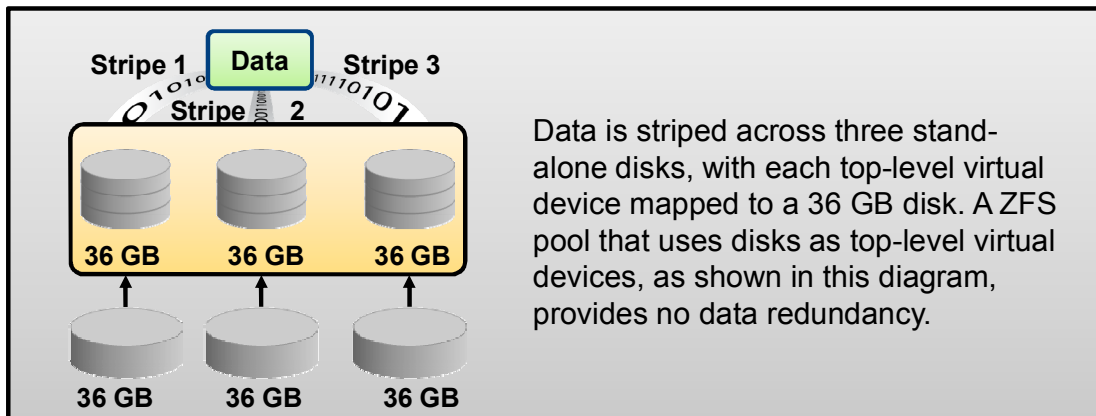 Data
Stripe 1
Stripe 3
Stripe 2
36 GB 36 GB 36 GB
36 GB 36 GB 36 GB
Data is striped across three stand-
alone disks, with each top-level virtual
device mapped to a 36 GB disk. A ZFS
pool that uses disks as top-level virtual
devices, as shown in this diagram,
provides no data redundancy.